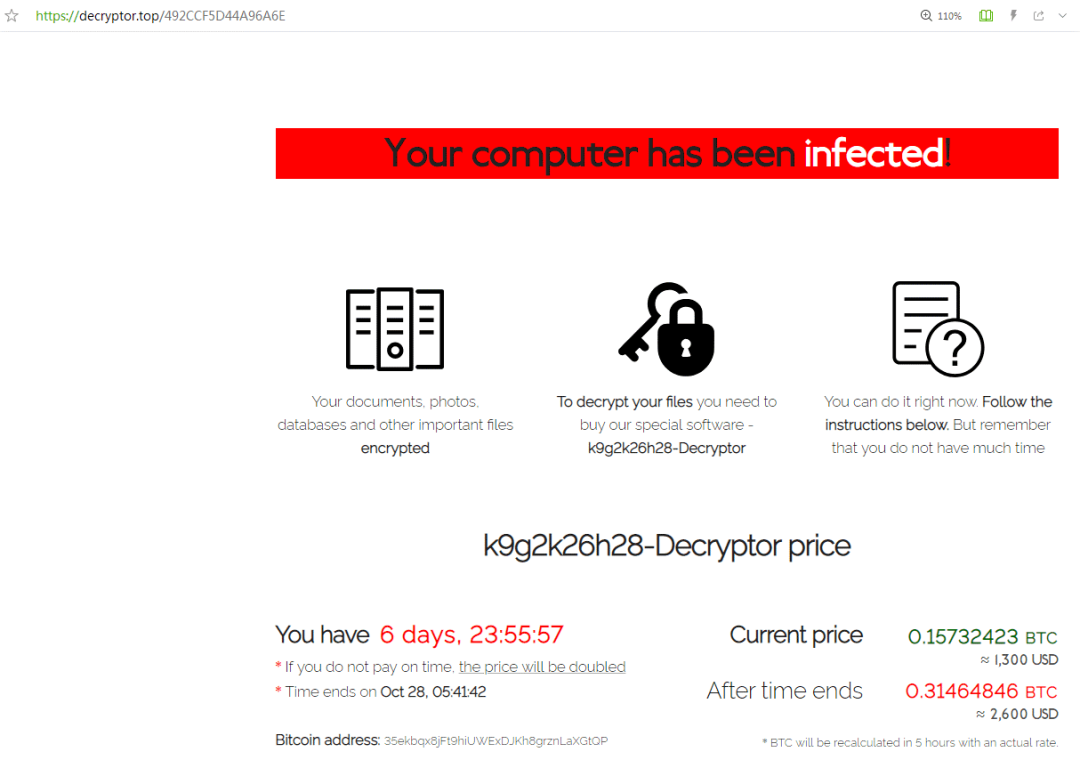 https://decryptor.top/492CCF5D44A96A6E
110%
Your computer has been infected!
Your documents, photos,
databases and other important files
encrypted
To decrypt your files you need to
buy our special software -
k9g2k26h28-Decryptor
?
You can do it right now. Follow the
instructions below. But remember
that you do not have much time
k9g2k26h28-Decryptor price
You have 6 days, 23:55:57
* If you do not pay on time, the price will be doubled
* Time ends on Oct 28, 05:41:42
Current price 0.15732423 BTC
≈ 1,300 USD
After time ends 0.31464846 BTC
≈ 2,600 USD
Bitcoin address: 35ekbqx8jFt9hiUWExDJKh8grznLaXGtQP
* BTC will be recalculated in 5 hours with an actual rate.